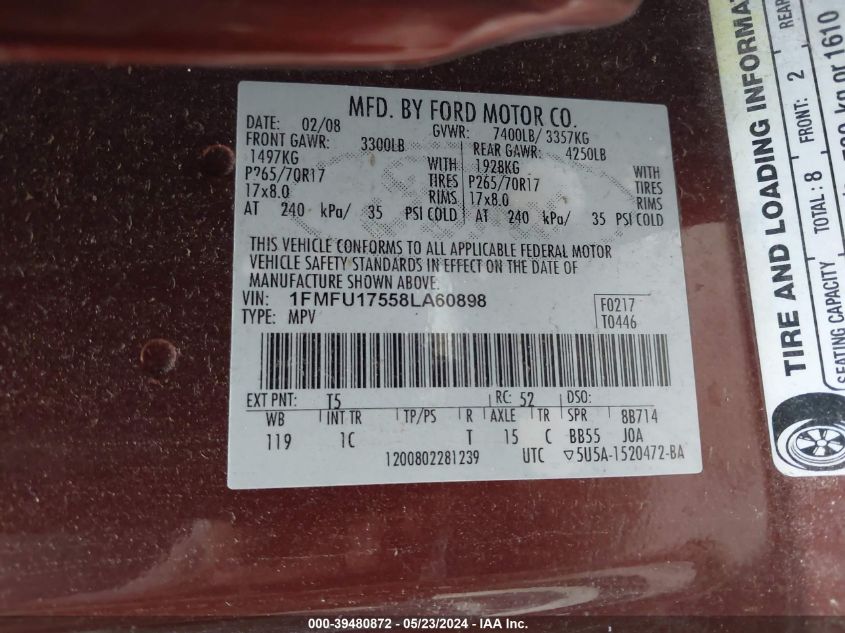 MFD. BY FORD MOTOR CO.
DATE: 02/08 GVWR: 7400LB/ 3357KG
FRONT GAWR: 3300LB REAR GAWR: 4250LB
1497KG WITH 1928KG WITH
P265/70R17 TIRES P265/70R17 TIRES
17x8.0 RIMS 17x8.0 RIMS
AT 240 kPa/ 35 PSI COLD AT 240 kPa/ 35 PSI COLD
THIS VEHICLE CONFORMS TO ALL APPLICABLE FEDERAL MOTOR
VEHICLE SAFETY STANDARDS IN EFFECT ON THE DATE OF
MANUFACTURE SHOWN ABOVE.
VIN: 1FMFU17558LA60898 F0217
TYPE: MPV T0446
EXT PNT: T5 RC: 52 DSO:
WB INT TR TP/PS R AXLE TR SPR 8B714
119 1C T 15 C BB55 J0A
1200802281239 UTC ▽5U5A-1520472-BA
TIRE AND LOADING INFORMAT
SEATING CAPACITY TOTAL: 8 FRONT: 2 REAR
kg or 1610
000-39480872 - 05/23/2024 - IAA Inc.